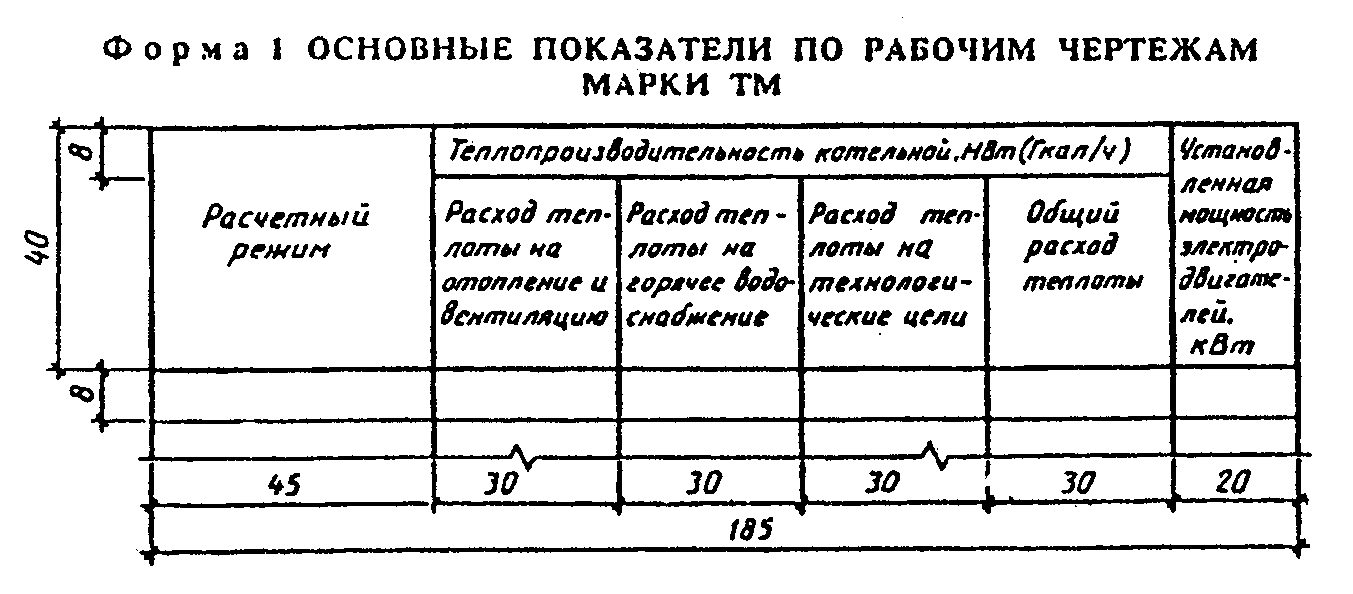 Форма 1 ОСНОВНЫЕ ПОКАЗАТЕЛИ ПО РАБОЧИМ ЧЕРТЕЖАМ
МАРКИ ТМ
8
40
8
Расчетный
режим
Теплопроизводительность котельной, МВт (Гкал/ч)
Расход теп-
лоты на
отопление и
вентиляцию
Расход теп-
лоты на
горячее водо-
снабжение
Расход теп-
лоты на
технологи-
ческие цели
Общий
расход
теплоты
Установ-
ленная
мощность
электро-
двигате-
лей,
кВт
45
30
30
30
30
20
185